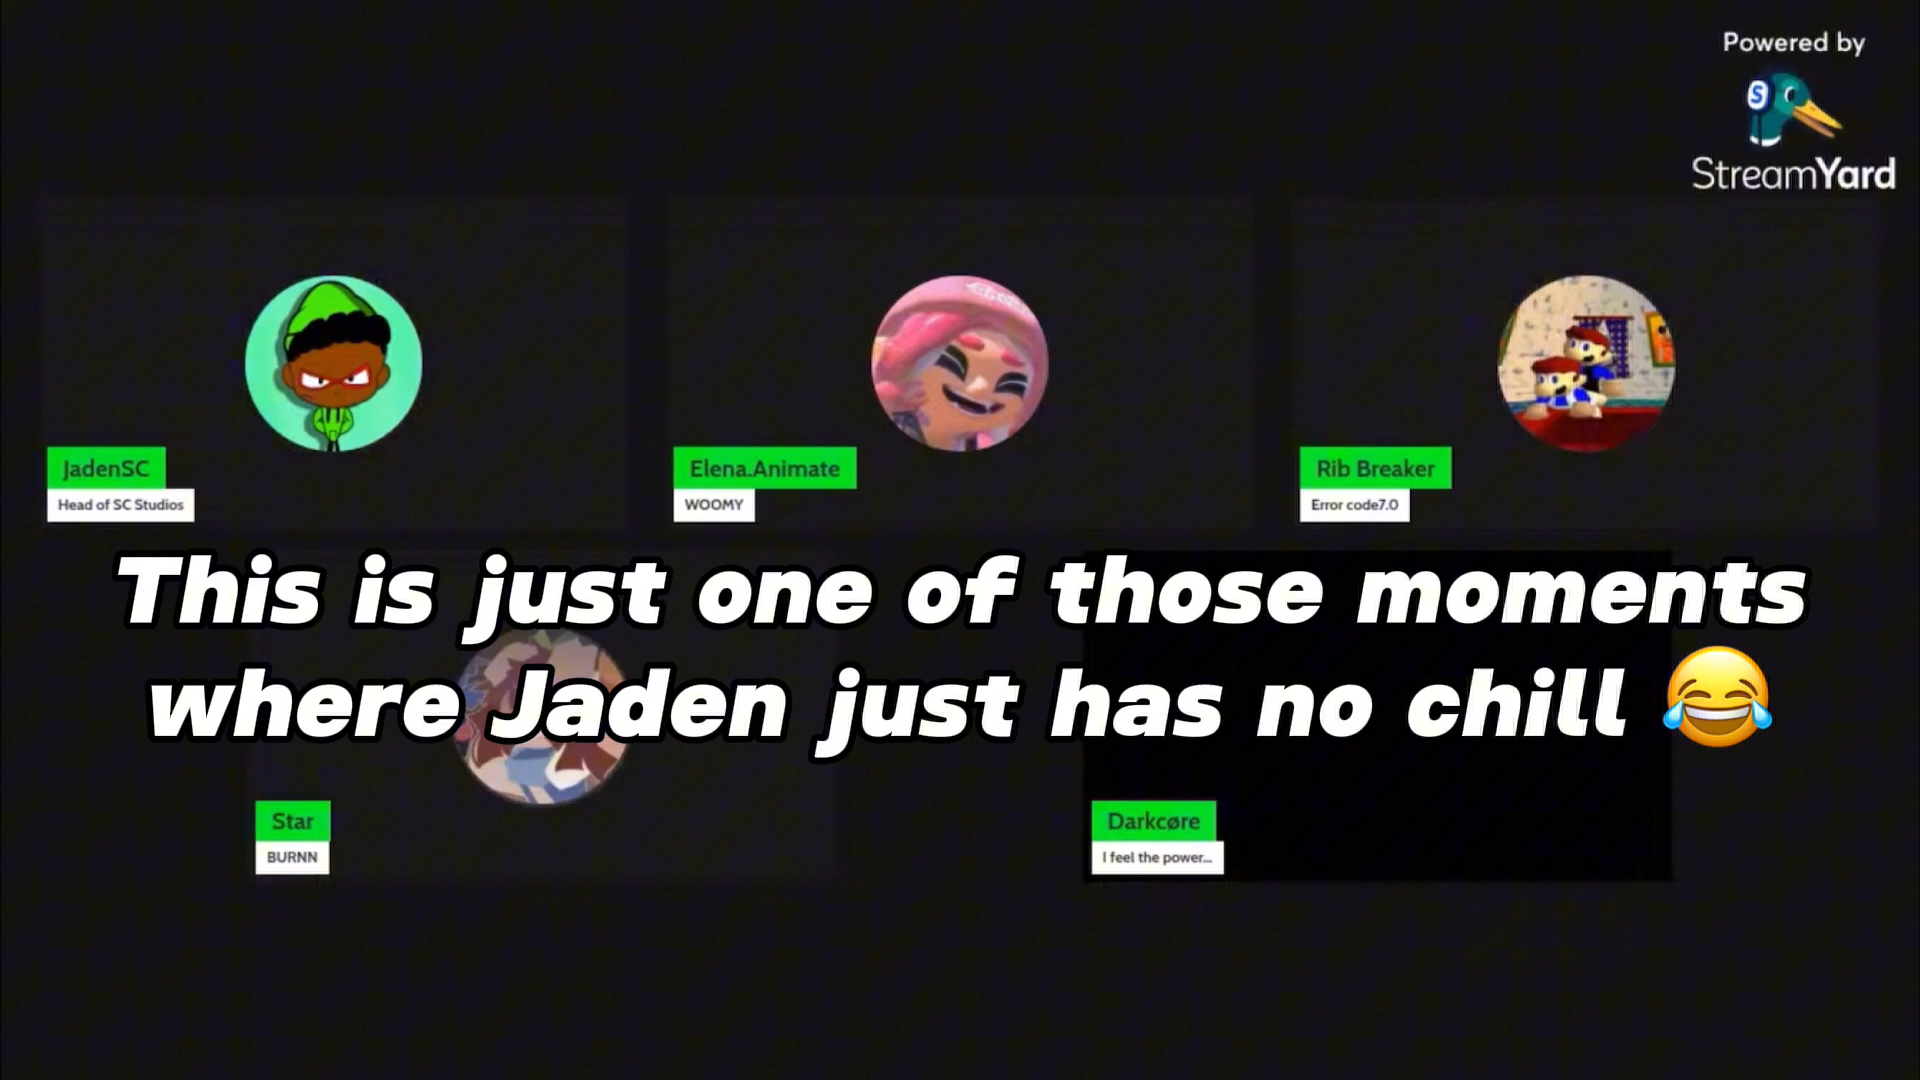 Powered by
StreamYard
JadenSC
Head of SC Studios
Elena.Animate
WOOMY
Rib Breaker
Error code7.0
This is just one of those moments
where Jaden just has no chill 😂
Star
BURNN
Darkcøre
I feel the power...